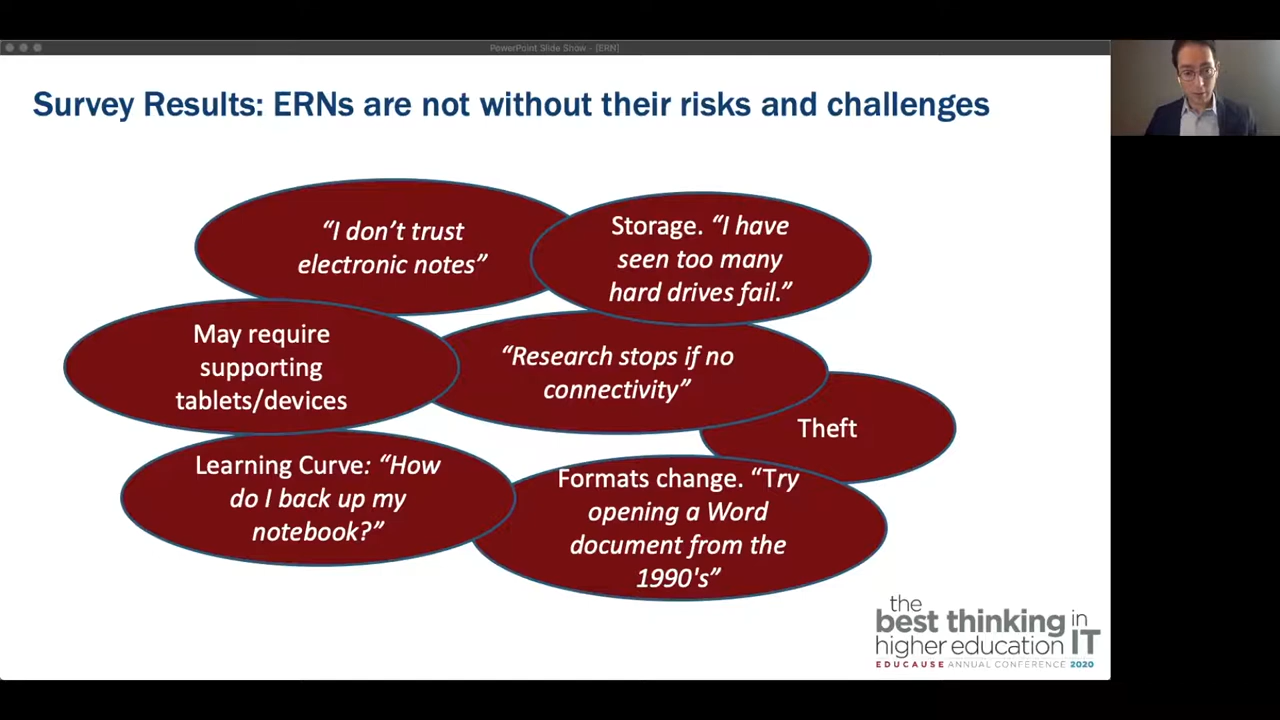 PowerPoint Slide Show - [ERN]
Survey Results: ERNs are not without their risks and challenges
“I don’t trust
electronic notes”
Storage. “I have
seen too many
hard drives fail.”
May require
supporting
tablets/devices
“Research stops if no
connectivity”
Theft
Learning Curve: “How
do I back up my
notebook?”
Formats change. “Try
opening a Word
document from the
1990's”
the
best thinking in
higher education IT
EDUCAUSE ANNUAL CONFERENCE 2020